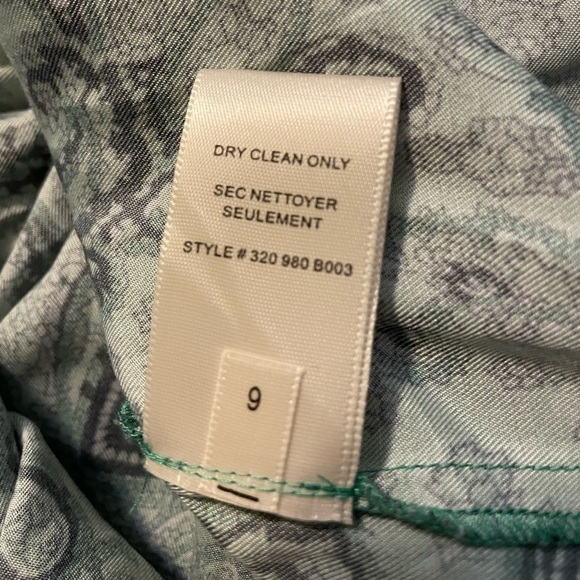 DRY CLEAN ONLY
SEC NETTOYER
SEULEMENT
STYLE # 320 980 B003
9